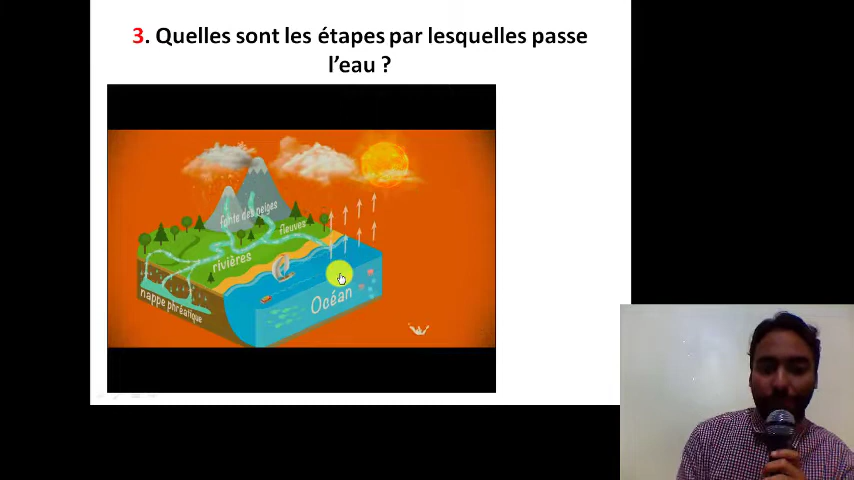 3. Quelles sont les étapes par lesquelles passe
l’eau ?
fonte des neiges
fleuves
rivières
nappe phréatique
Océan